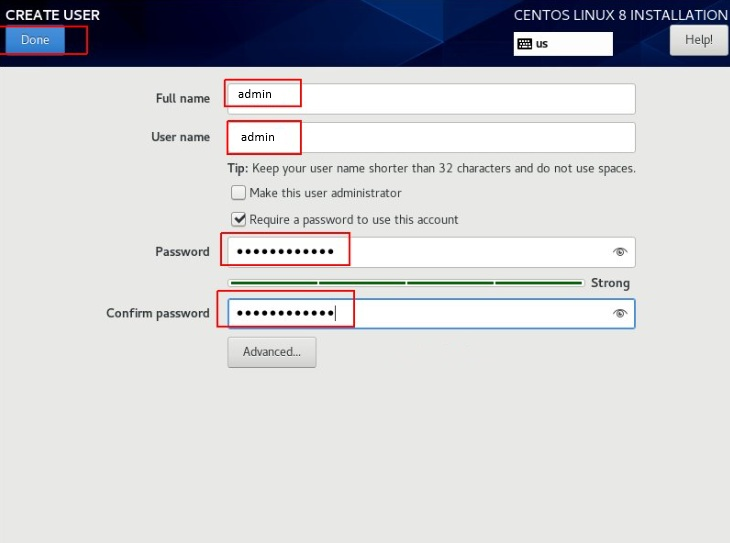 CREATE USER
CENTOS LINUX 8 INSTALLATION
Done
us
Help!
Full name
admin
User name
admin
Tip: Keep your user name shorter than 32 characters and do not use spaces.
Make this user administrator
Require a password to use this account
Password
●●●●●●●●●●●●
Strong
Confirm password
●●●●●●●●●●●●
Advanced...